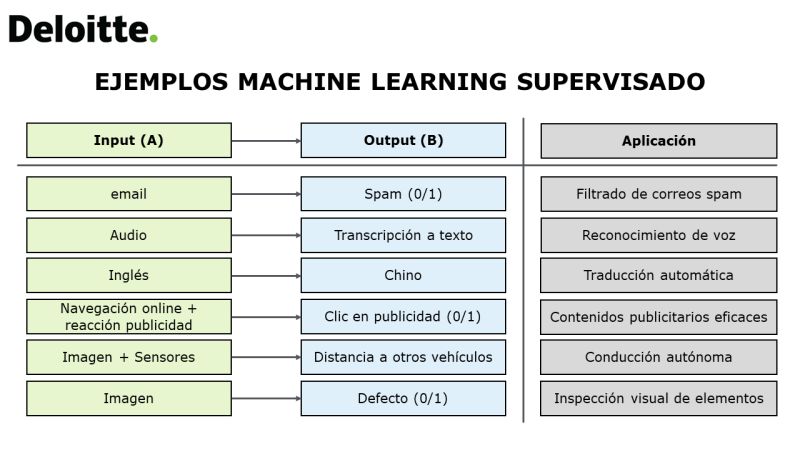 Deloitte.
EJEMPLOS MACHINE LEARNING SUPERVISADO
Input (A)
Output (B)
Aplicación
email
Spam (0/1)
Filtrado de correos spam
Audio
Transcripción a texto
Reconocimiento de voz
Inglés
Chino
Traducción automática
Navegación online +
reacción publicidad
Clic en publicidad (0/1)
Contenidos publicitarios eficaces
Imagen + Sensores
Distancia a otros vehículos
Conducción autónoma
Imagen
Defecto (0/1)
Inspección visual de elementos